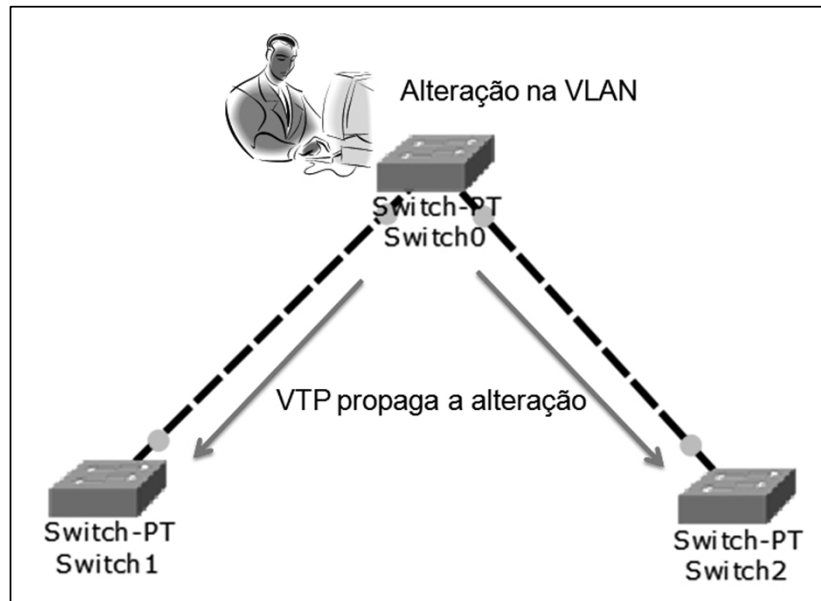 Alteração na VLAN
Switch-PT
Switch0
VTP propaga a alteração
Switch-PT
Switch1
Switch-PT
Switch2